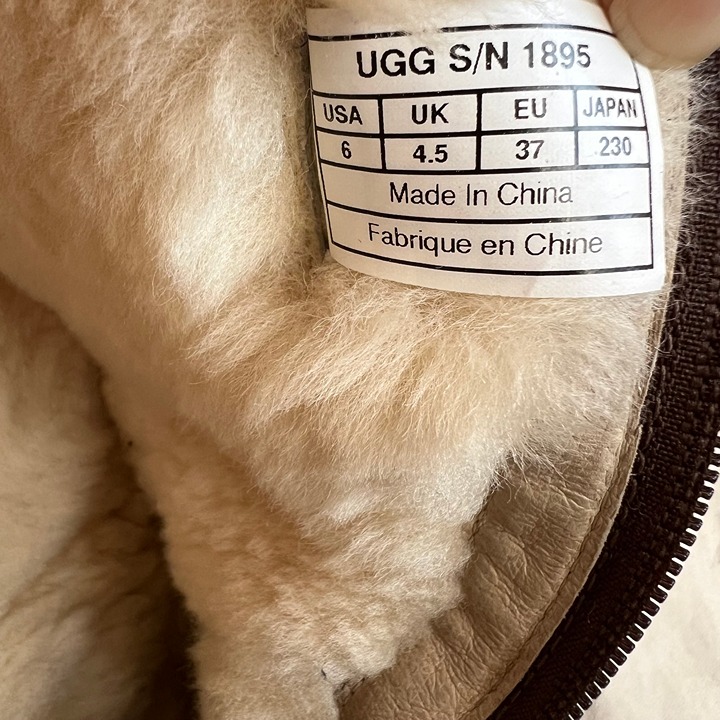 UGG S/N 1895
USA UK EU JAPAN
6 4.5 37 230
Made In China
Fabrique en Chine